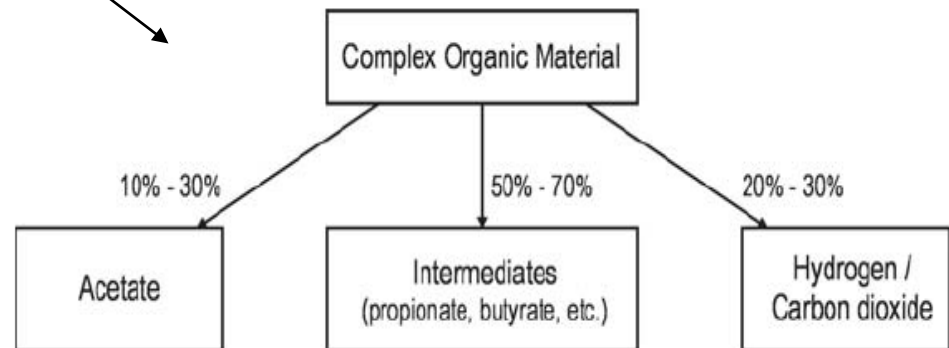 Complex Organic Material
10% - 30%
50% - 70%
20% - 30%
Acetate
Intermediates
(propionate, butyrate, etc.)
Hydrogen /
Carbon dioxide